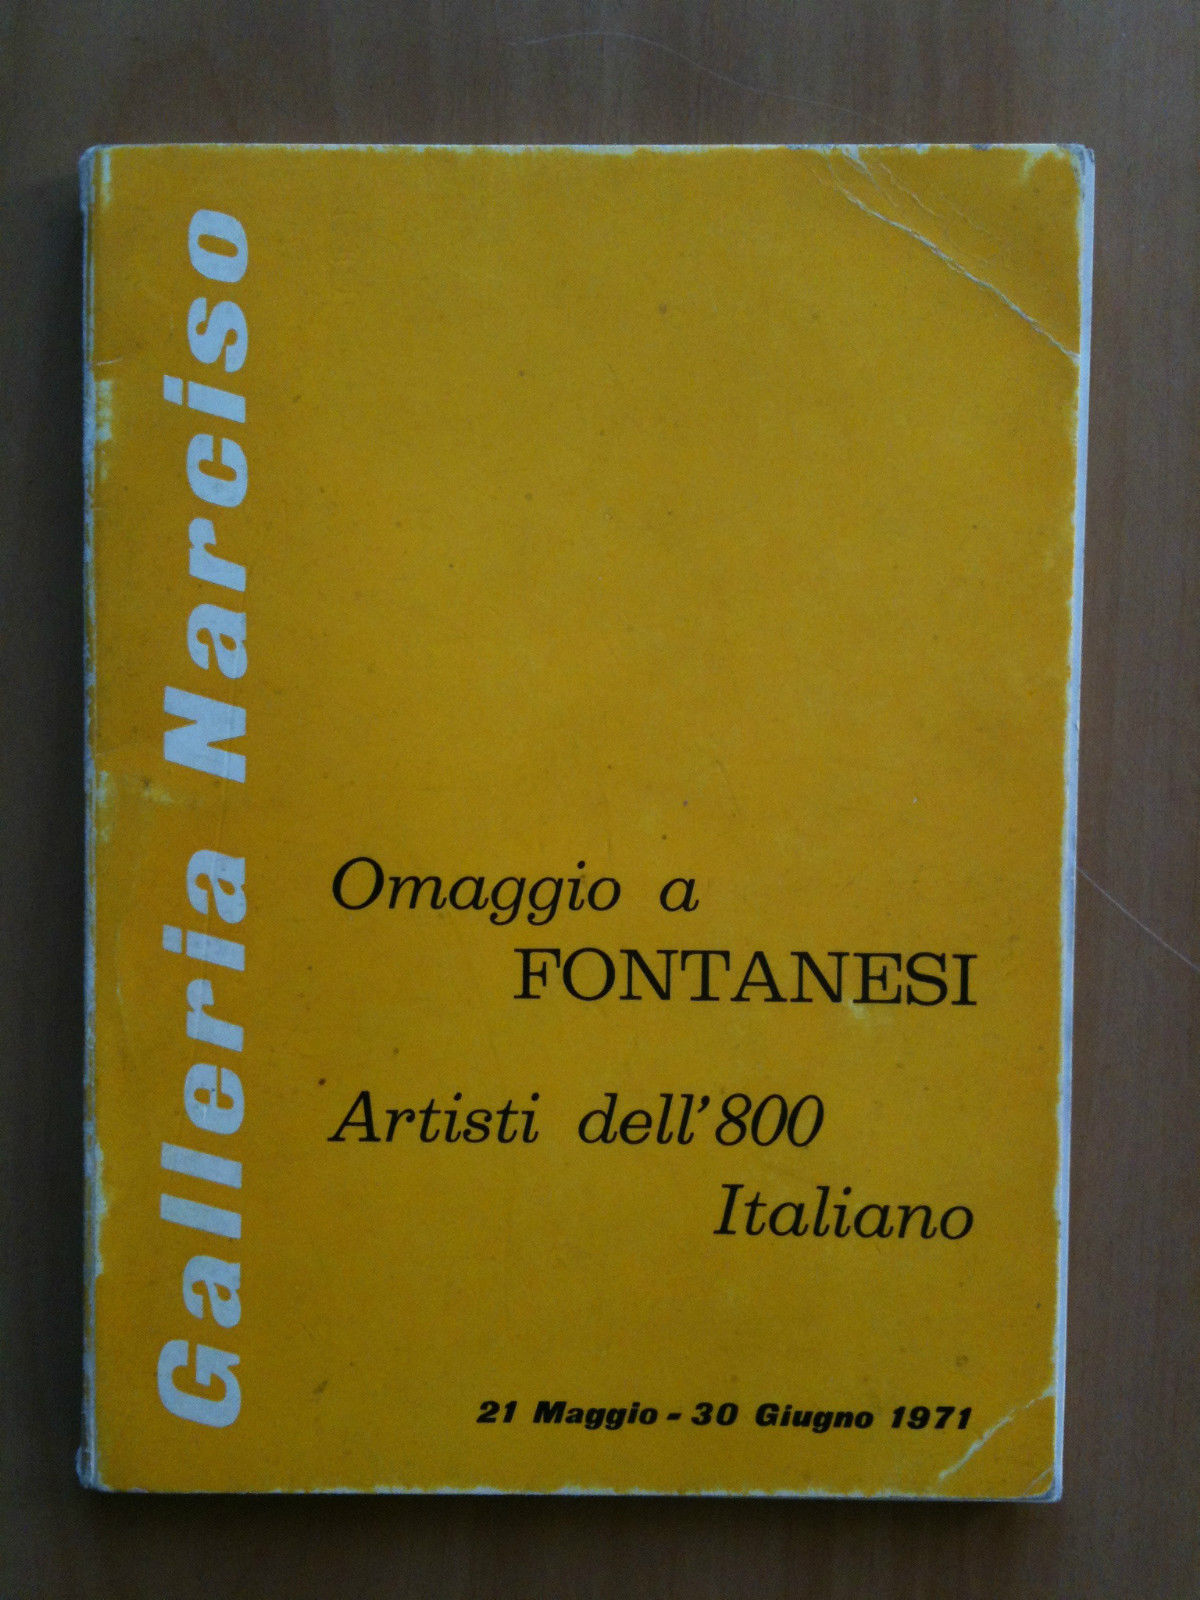 Galleria Narciso
Omaggio a
FONTANESI
Artisti dell'800
Italiano
21 Maggio - 30 Giugno 1971